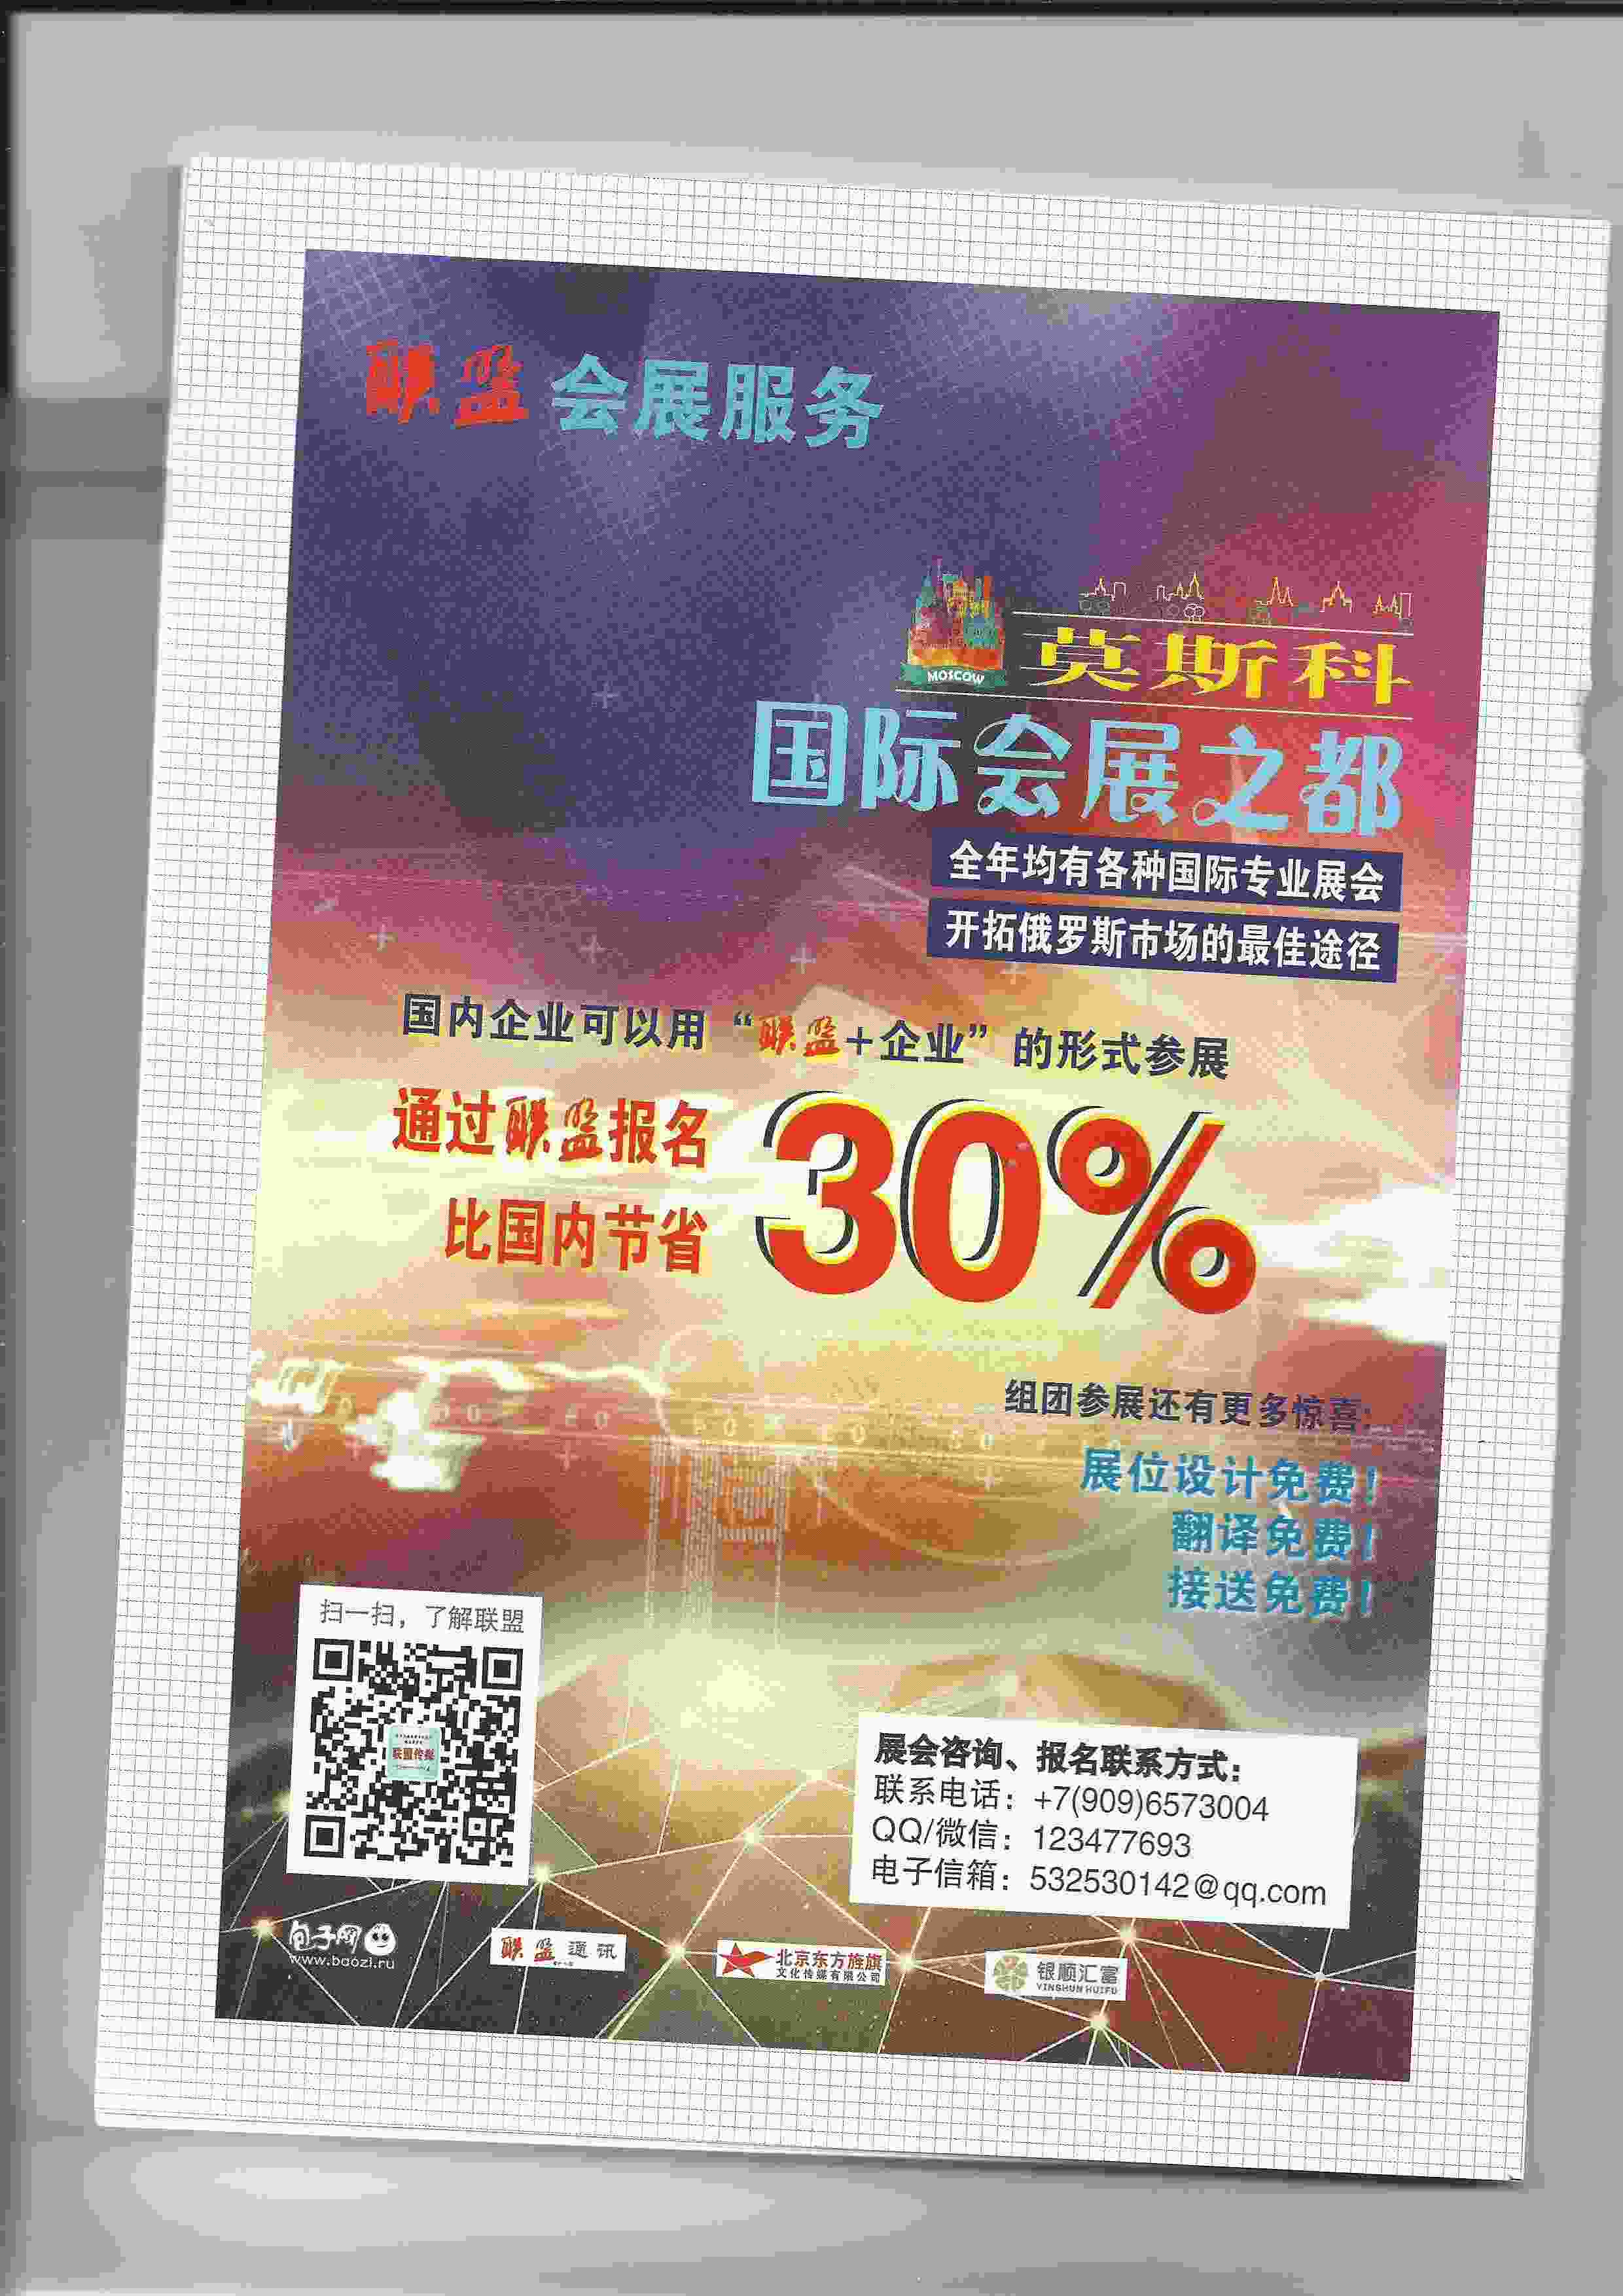 联盟 会展服务
MOSCOW
莫斯科
国际会展之都
全年均有各种国际专业展会
开拓俄罗斯市场的最佳途径
国内企业可以用“联盟+企业”的形式参展
通过联盟报名
比国内节省
30%
组团参展还有更多惊喜:
展位设计免费!
翻译免费!
接送免费!
扫一扫，了解联盟
联盟传媒
展会咨询、报名联系方式:
联系电话: +7(909)6573004
QQ/微信: 123477693
电子信箱: 532530142@qq.com
包子网
www.baozi.ru
联盟通讯
北京东方旌旗
文化传媒有限公司
银顺汇富
YINSHUN HUIFU